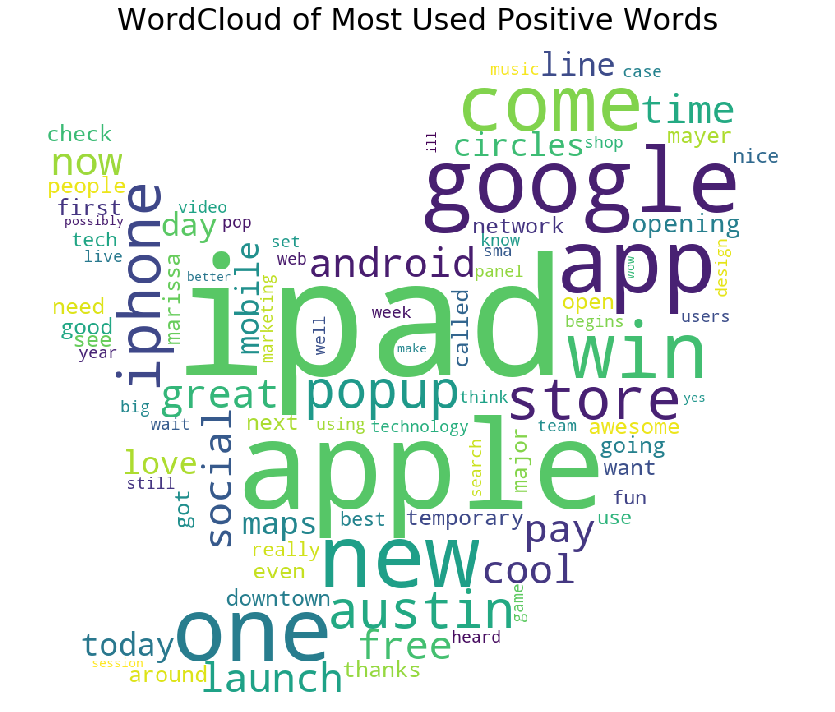 WordCloud of Most Used Positive Words
music
line
case
come
time
check
ill
circles
shop
mayer
now
google
nice
people
iphone
first
video
network
opening
possibly
day
pop
tech
set
know
app
live
marissa
mobile
web
android
sma
wow
design
better
ipad
panel
need
marketing
week
called
open
users
good
well
begins
see
make
win
year
great
popup
think
store
yes
big
social
wait
next
using
technology
team
awesome
apple
major
going
love
search
want
still
fun
got
maps
best
temporary
pay
use
really
new
cool
even
downtown
game
one
austin
today
free
heard
session
around
launch
thanks